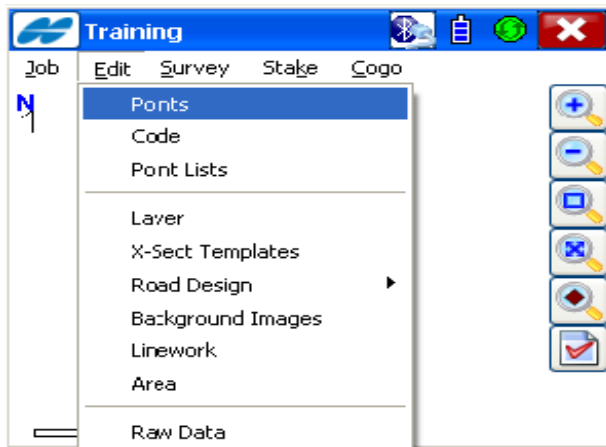 Training
Job Edit Survey Stake Cogo
N
Ponts
Code
Pont Lists
Layer
X-Sect Templates
Road Design
Background Images
Linework
Area
Raw Data